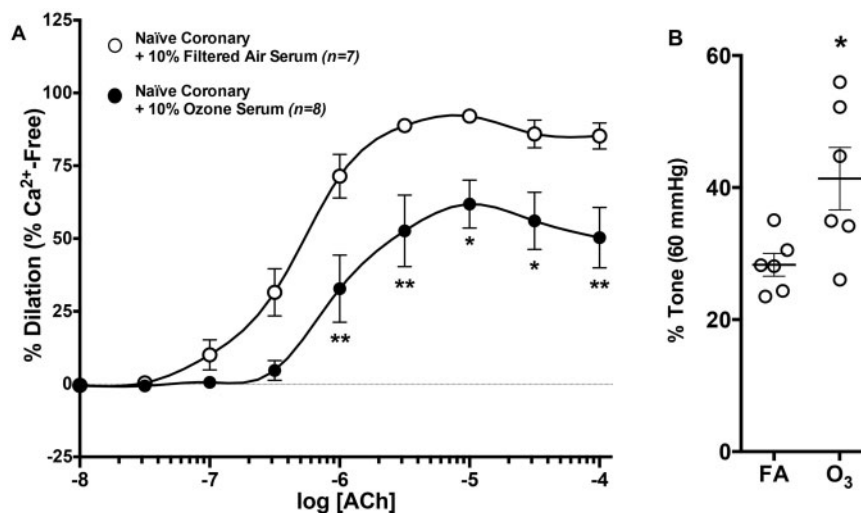 A
% Dilation (% Ca2+-Free)
125
100
75
50
25
0
-25
Naïve Coronary
+ 10% Filtered Air Serum (n=7)
Naïve Coronary
+ 10% Ozone Serum (n=8)
**
**
*
*
**
-8 -7 -6 -5 -4
log [ACh]
B
% Tone (60 mmHg)
60
40
20
0
*
FA O3